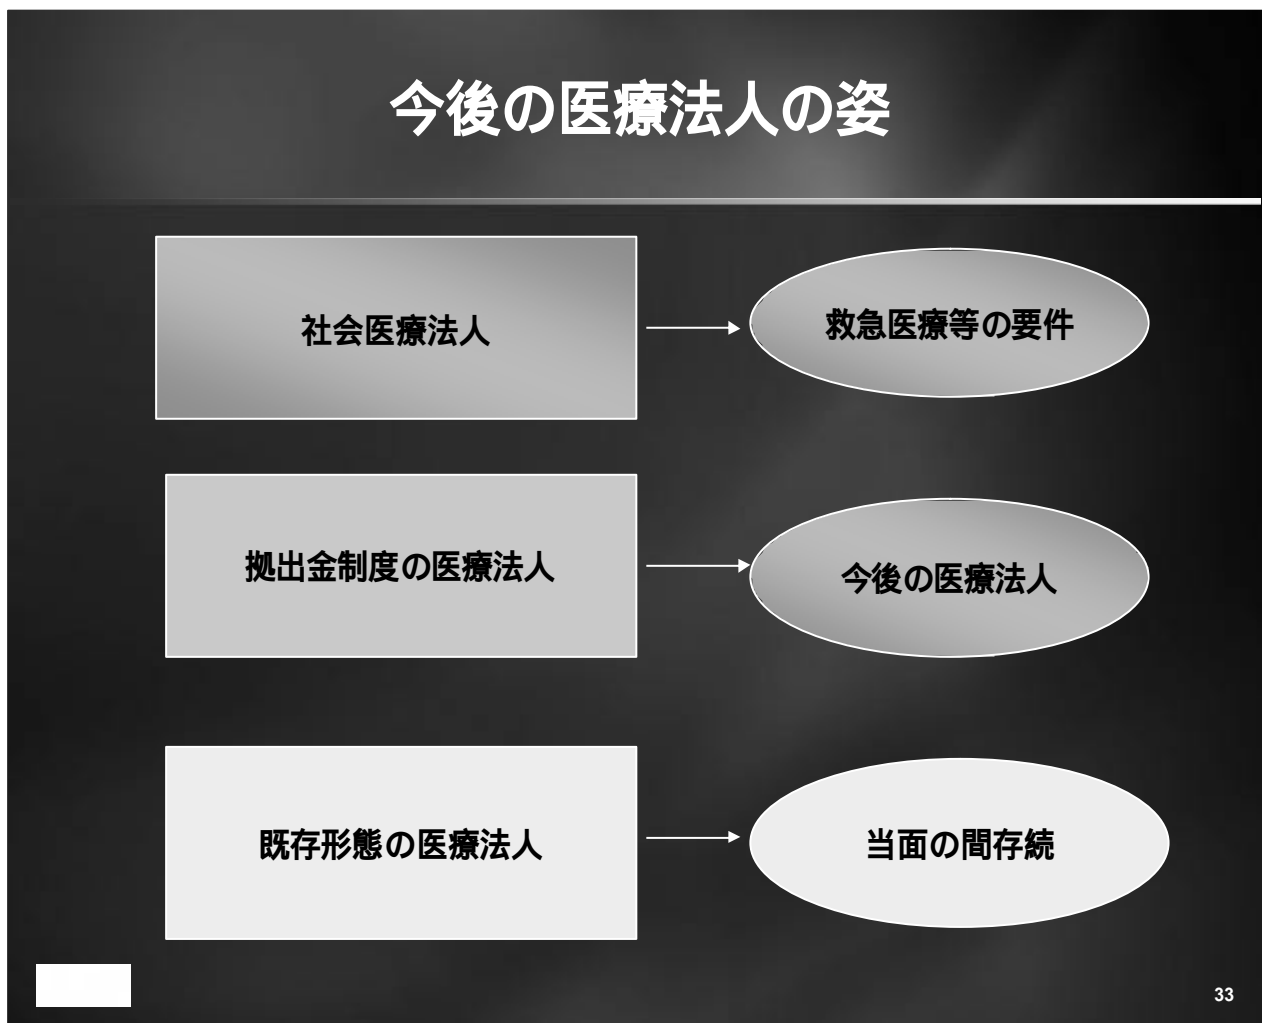 今後の医療法人の姿
社会医療法人
救急医療等の要件
拠出金制度の医療法人
今後の医療法人
既存形態の医療法人
当面の間存続
33